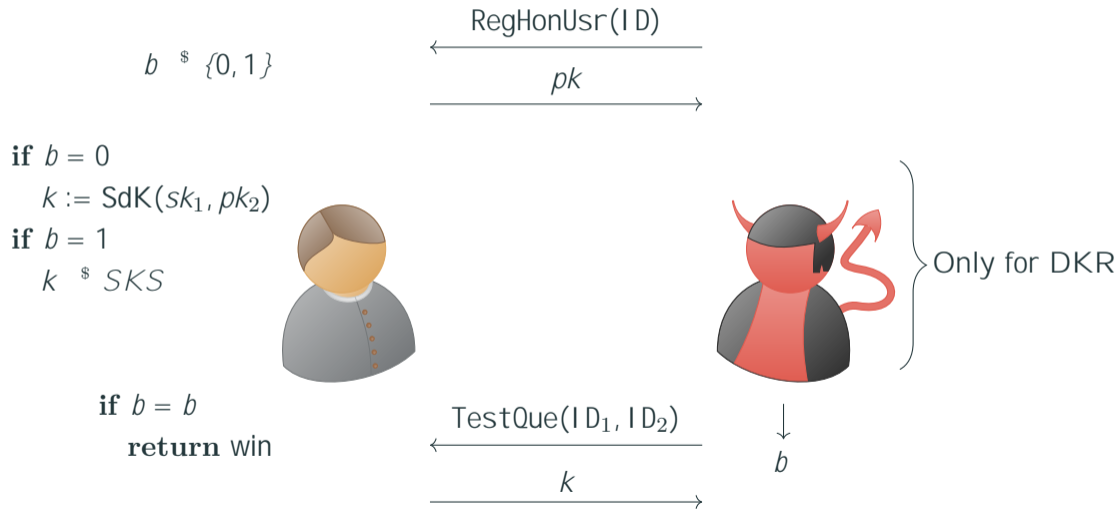 RegHonUsr(ID)
b $ {0, 1}
pk
if b = 0
k := SdK(sk₁, pk₂)
if b = 1
k $ SKS
Only for DKR
if b = b
return win
TestQue(ID₁, ID₂)
b
k